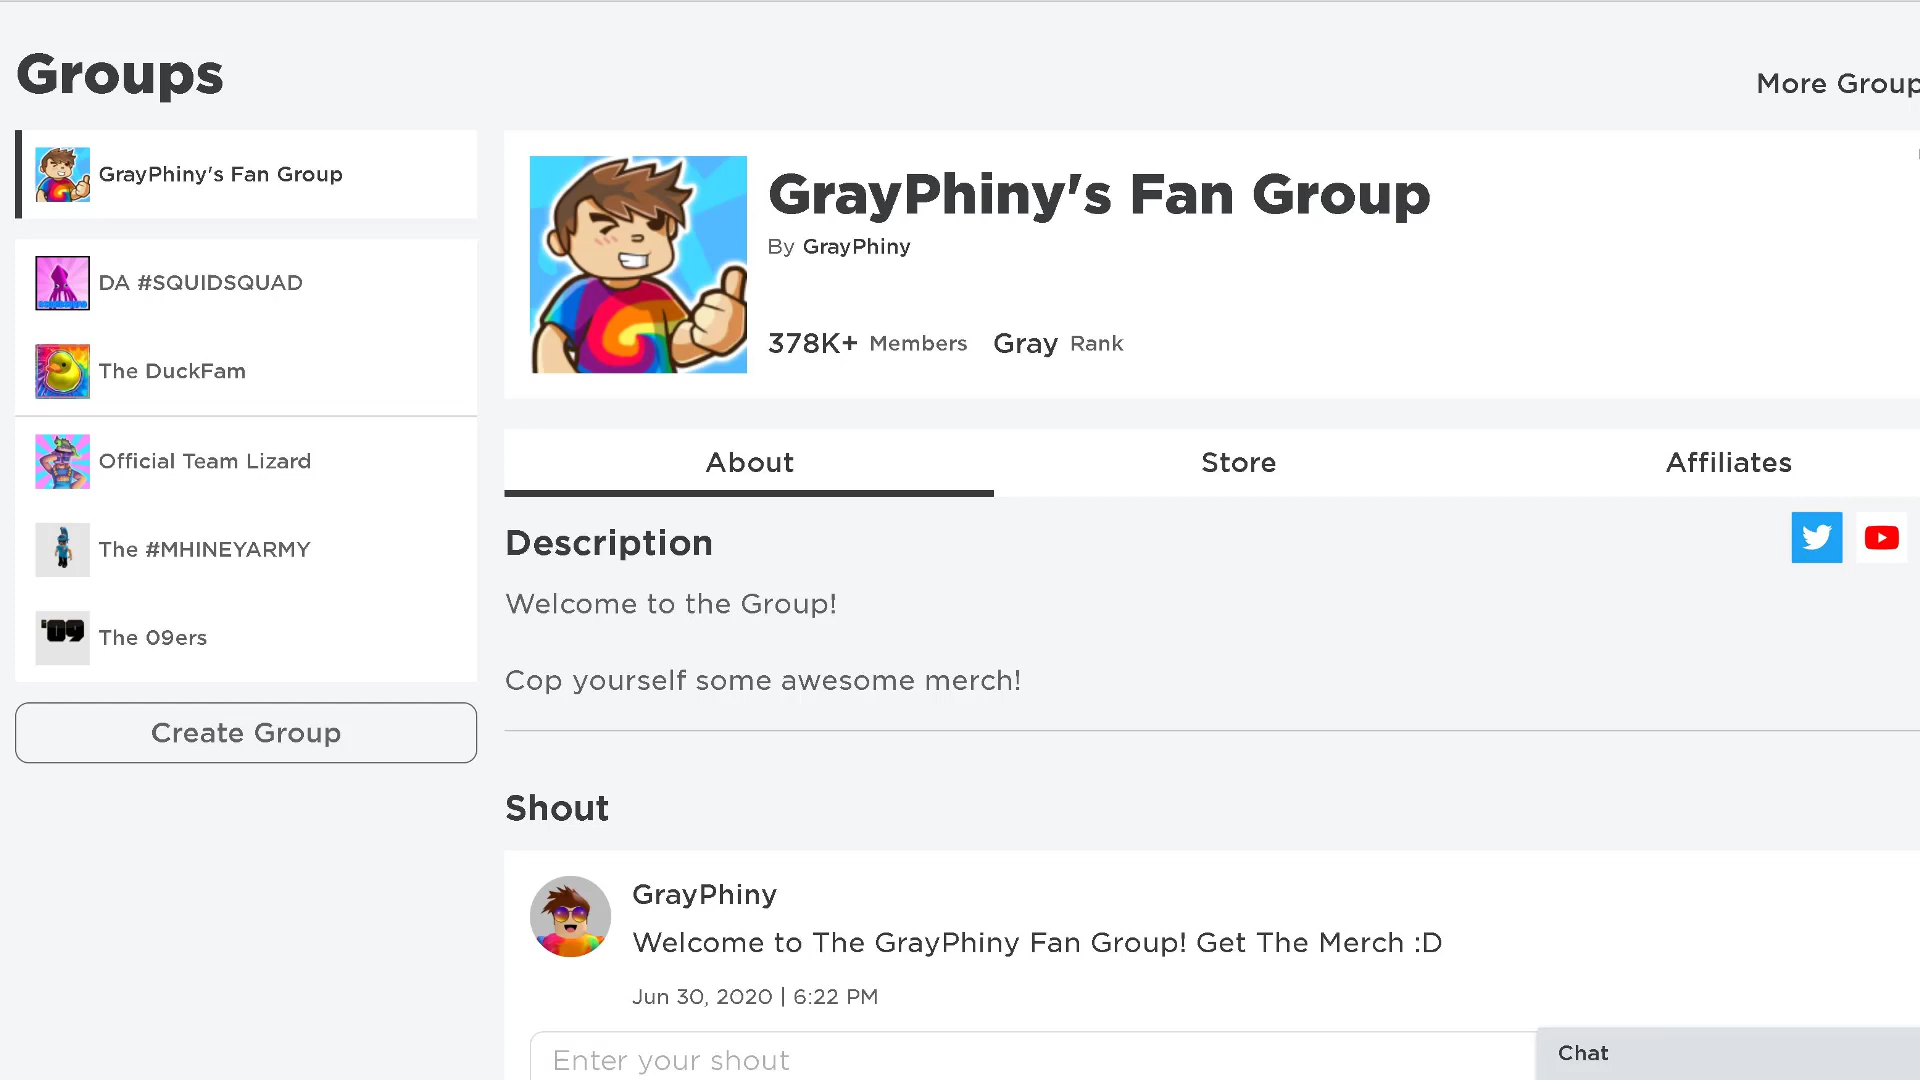 Groups
More Group
GrayPhiny's Fan Group
DA #SQUIDSQUAD
The DuckFam
Official Team Lizard
The #MHINEYARMY
'09
The 09ers
Create Group
GrayPhiny's Fan Group
By GrayPhiny
378K+ Members Gray Rank
About Store Affiliates
Description
Welcome to the Group!
Cop yourself some awesome merch!
Shout
GrayPhiny
Welcome to The GrayPhiny Fan Group! Get The Merch :D
Jun 30, 2020 | 6:22 PM
Enter your shout
Chat